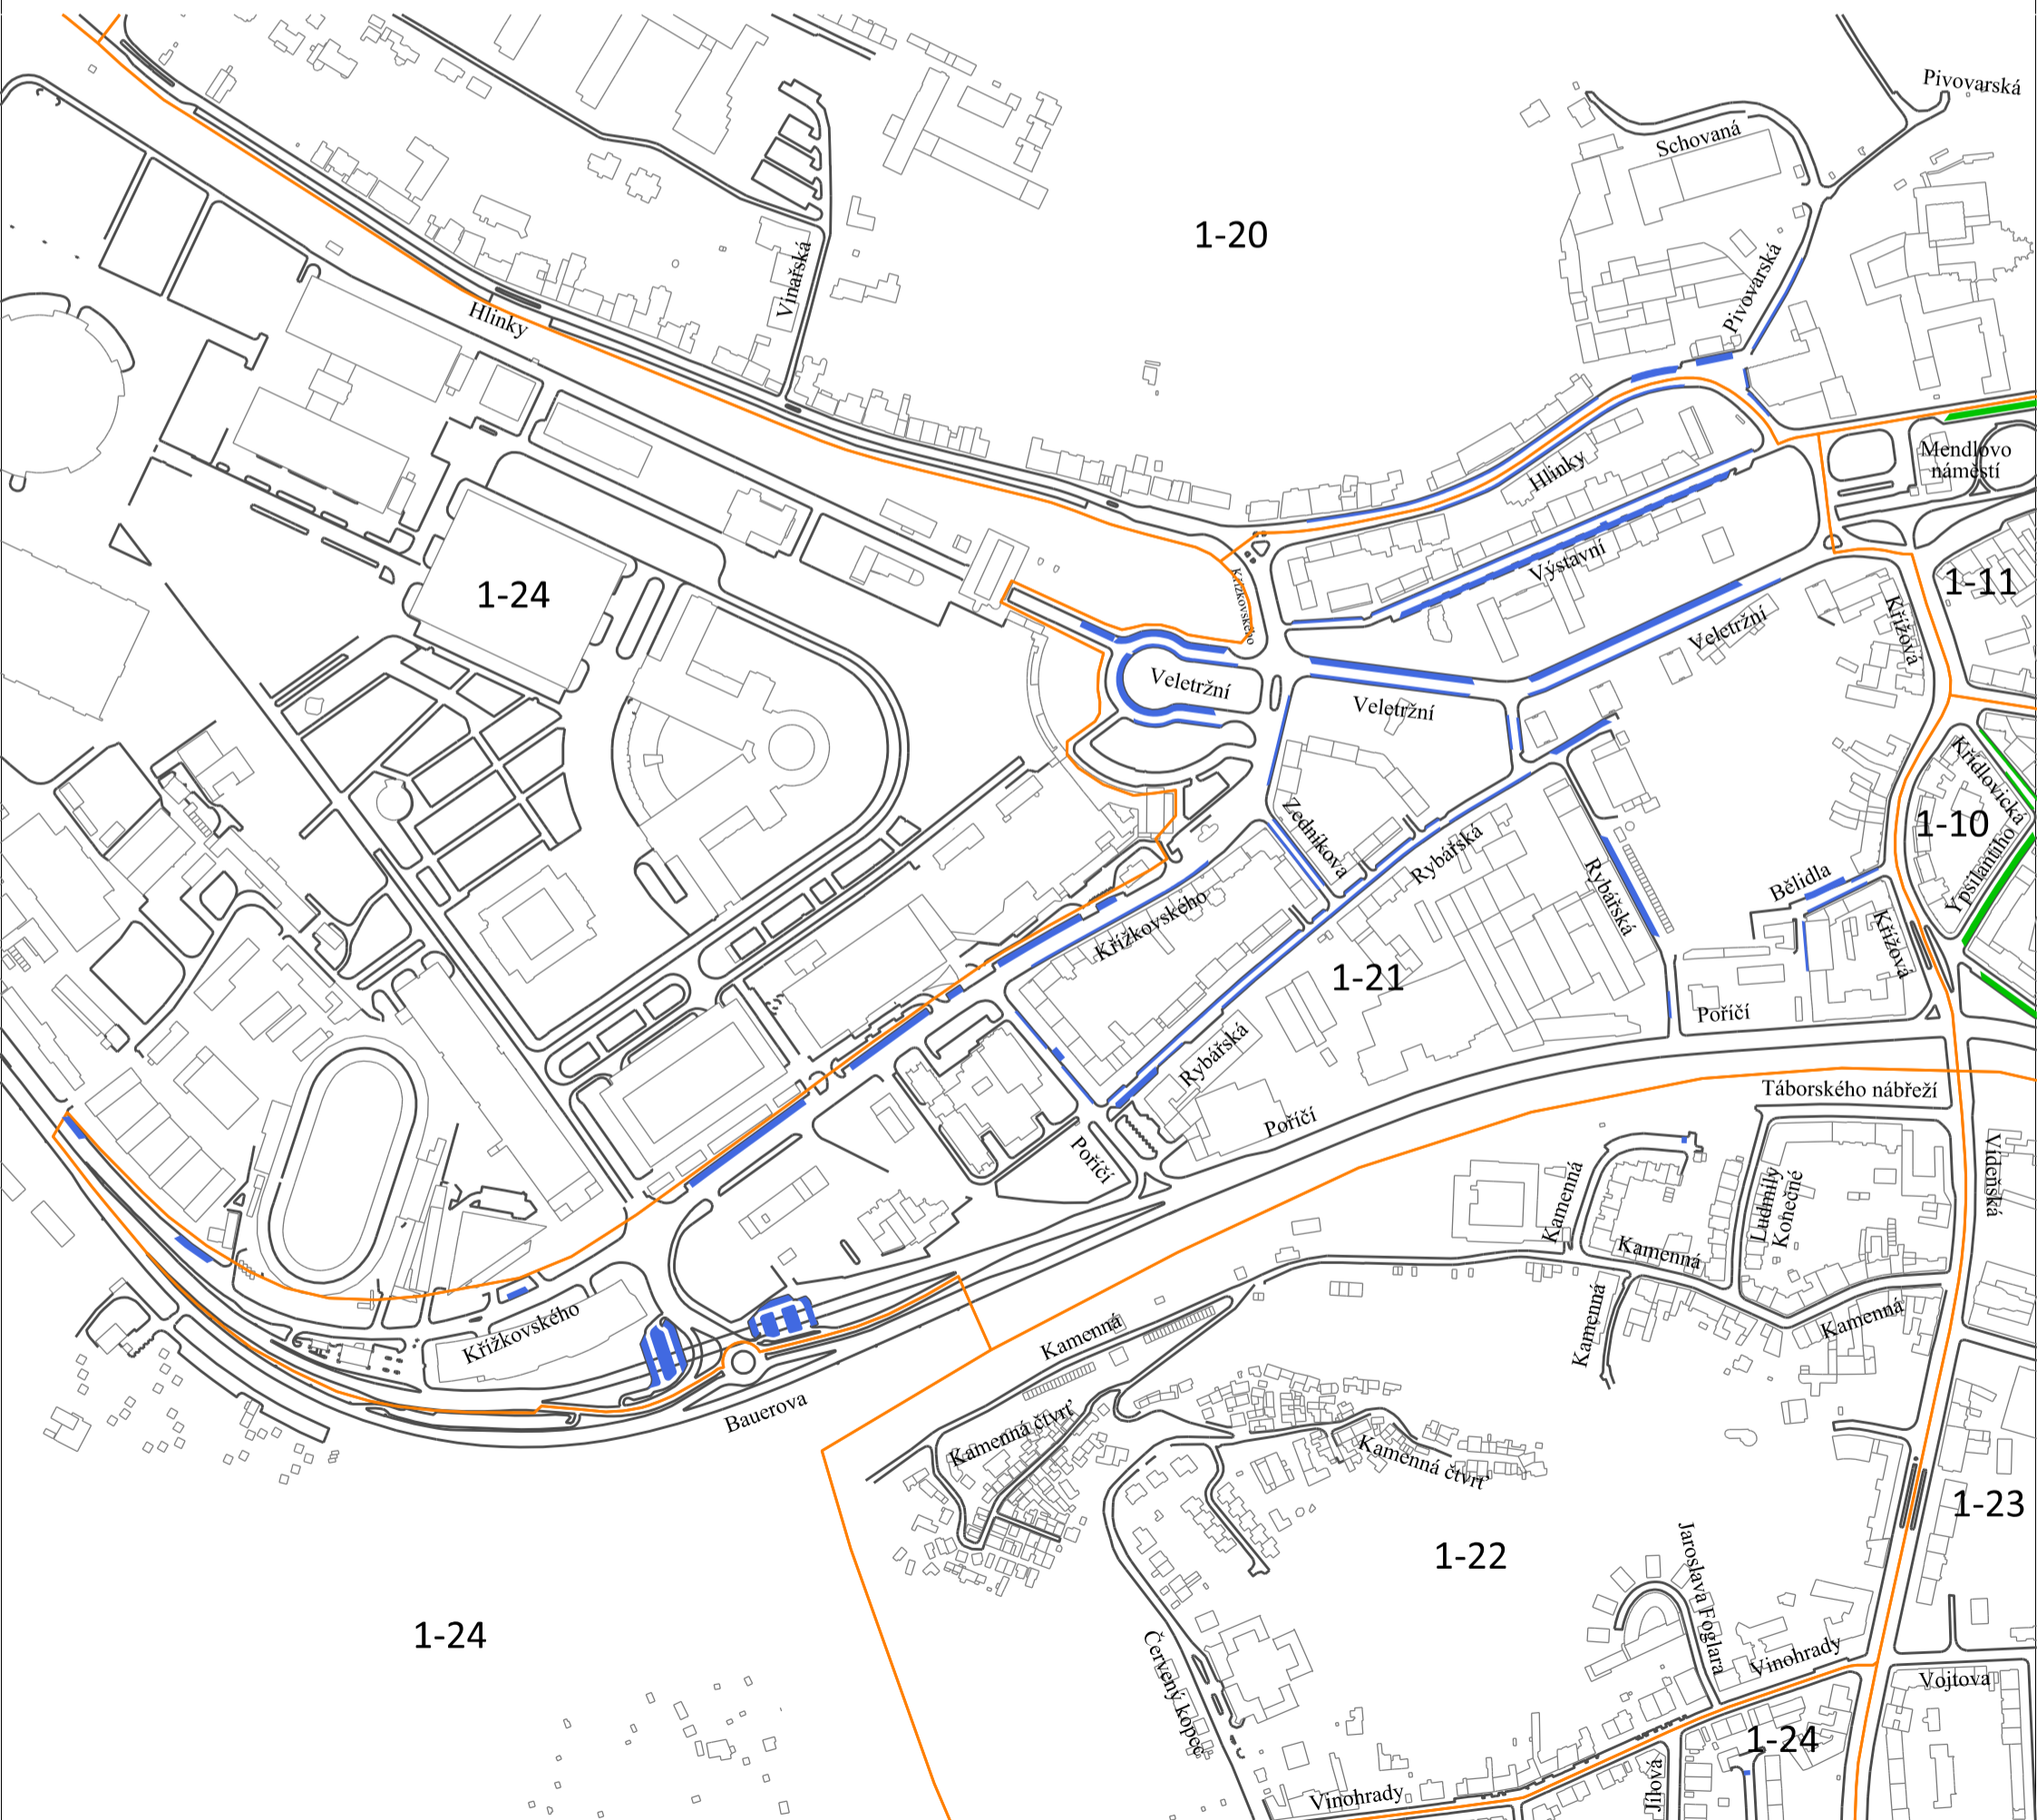 Pivovarská
Schovaná
1-20
Vinařská
Pivovarská
Hlinky
Mendlovo
náměstí
Hlinky
Výstavní
1-24
Křížkovského
1-11
Křížová
Veletržní
Veletržní
Veletržní
Křídlovická
1-10
Ypsilantiho
Zedníkova
Rybářská
Rybářská
Bělidla
Křížkovského
Křížová
1-21
Poříčí
Rybářská
Táborského nábřeží
Poříčí
Poříčí
Vídeňská
Kamenná
Ludmily
Konečné
Kamenná
Křížkovského
Kamenná
Kamenná
Kamenná
Bauerova
Kamenná čtvrť
Kamenná čtvrť
1-23
1-22
Jaroslava Foglara
1-24
Červený kopec
Vinohrady
Vojtova
1-24
Jílová
Vinohrady